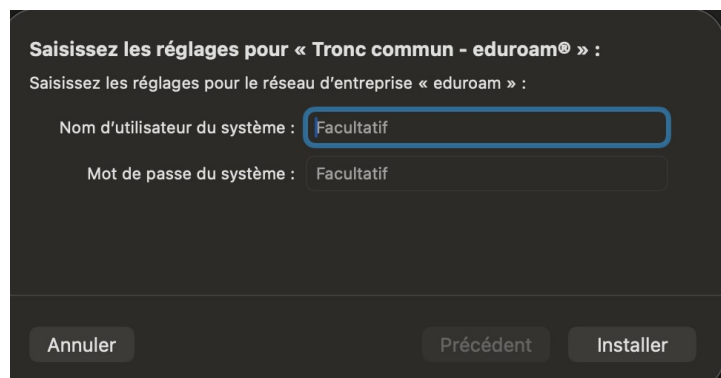 Saisissez les réglages pour « Tronc commun - eduroam® » :
Saisissez les réglages pour le réseau d’entreprise « eduroam » :
Nom d’utilisateur du système : Facultatif
Mot de passe du système : Facultatif
Annuler Précédent Installer